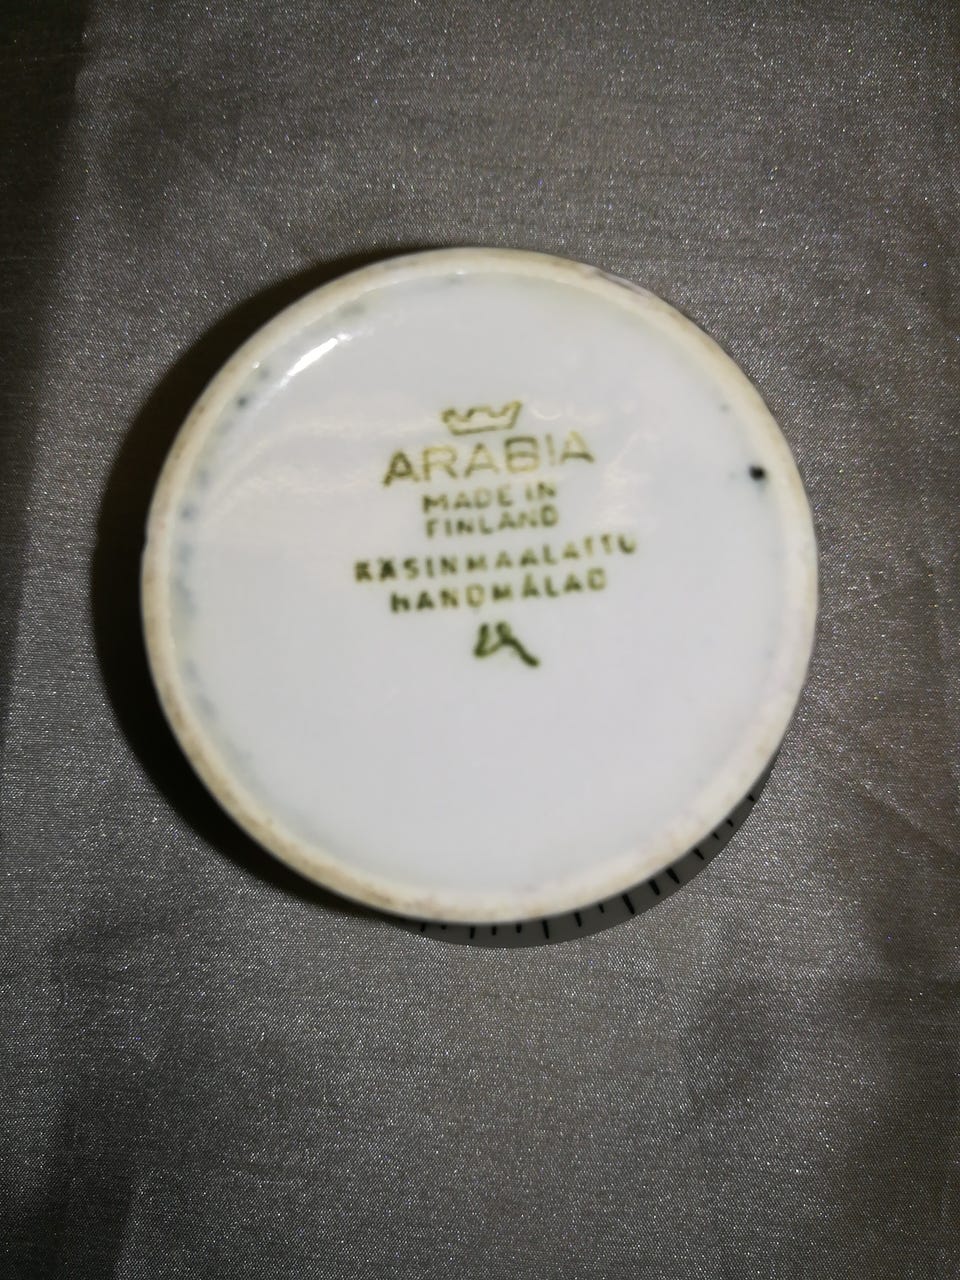 ARABIA
MADE IN
FINLAND
KÄSINMAALATTU
HANDMÅLAD